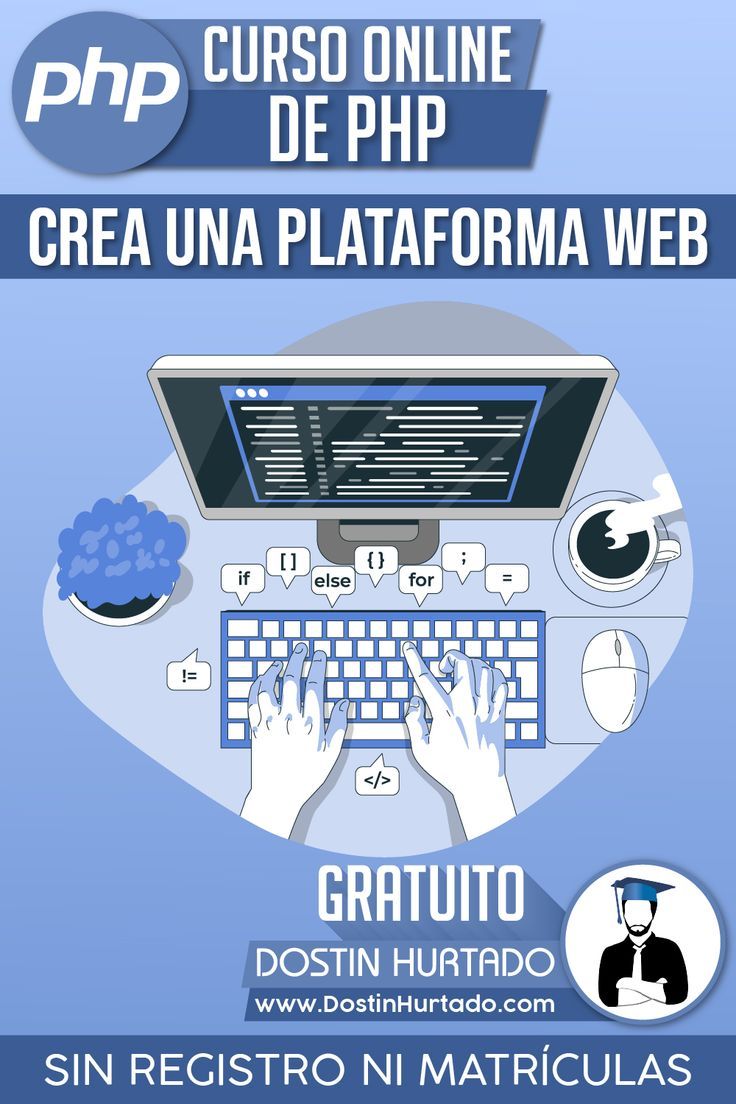 php
CURSO ONLINE
DE PHP
CREA UNA PLATAFORMA WEB
if
[ ]
else
{ }
for
;
=
!=
</>
GRATUITO
DOSTIN HURTADO
www.DostinHurtado.com
SIN REGISTRO NI MATRÍCULAS